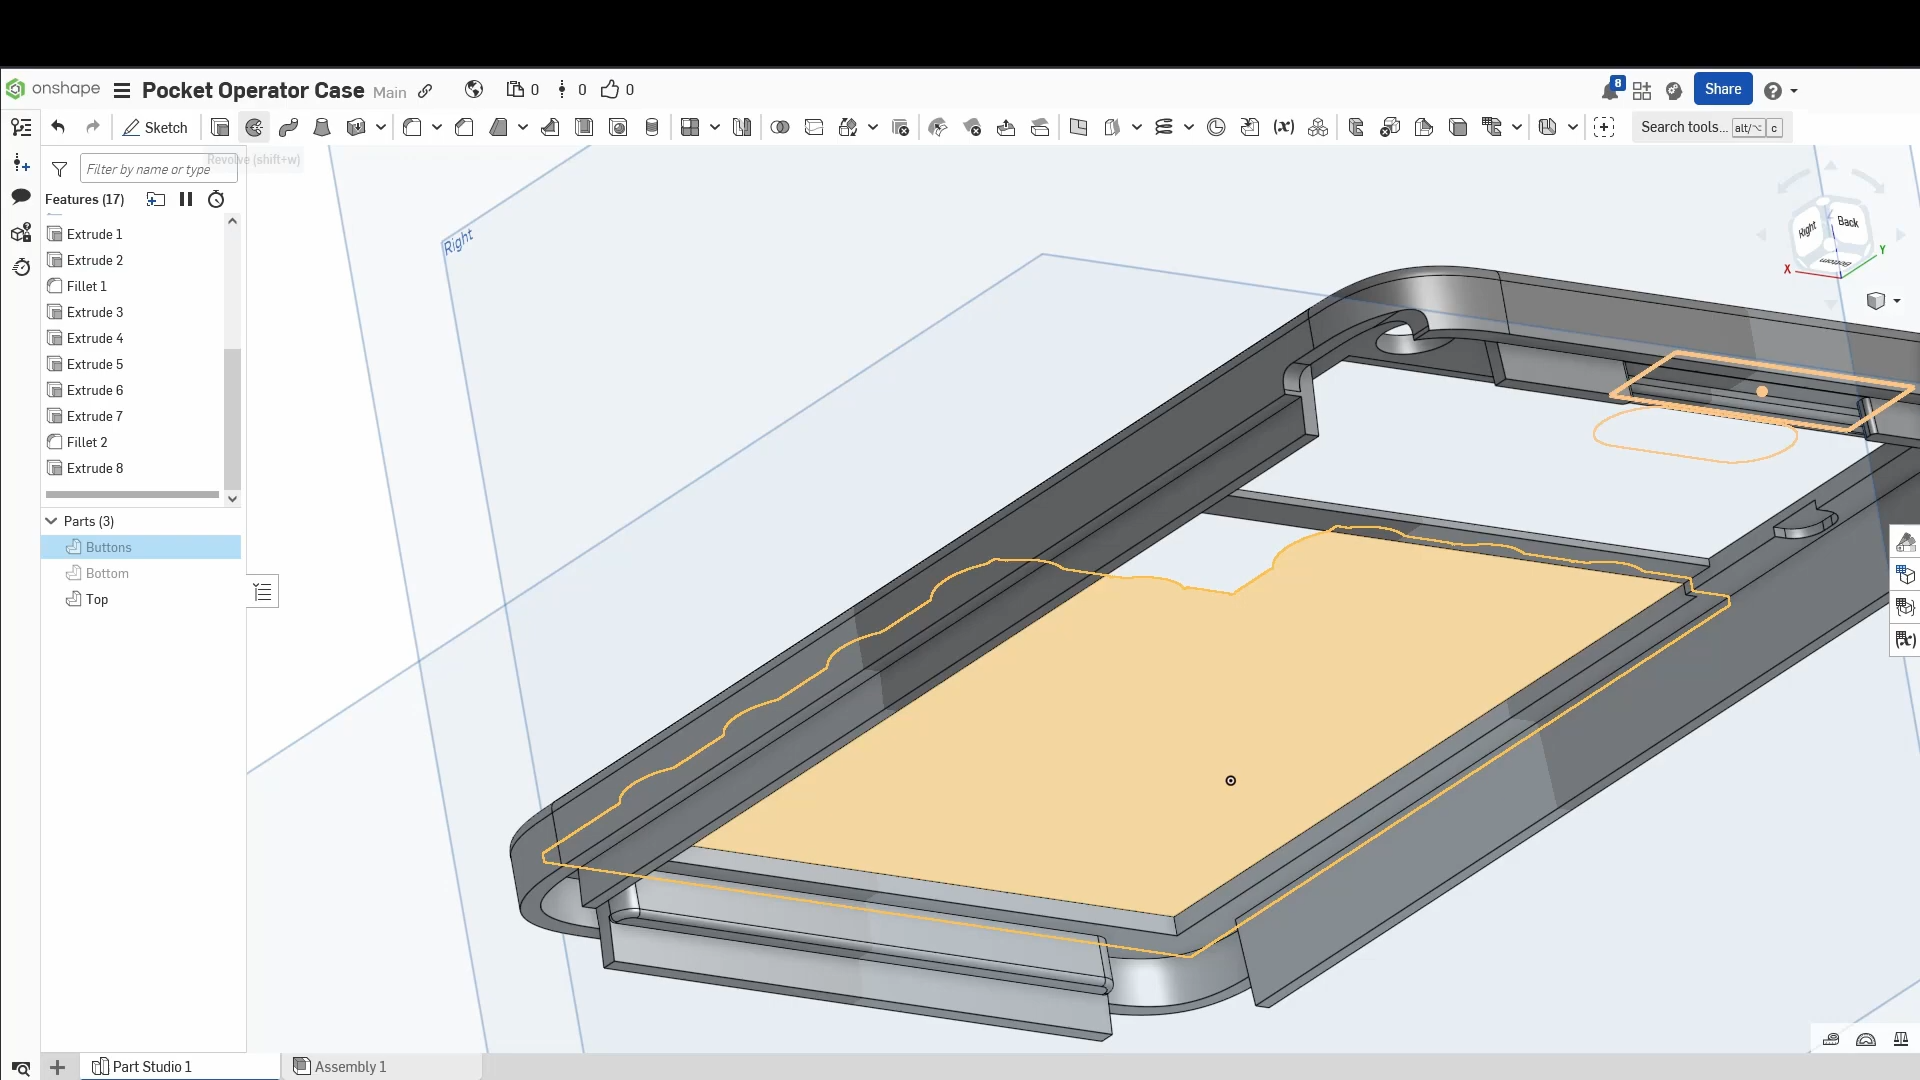 onshape Pocket Operator Case Main 0 0 0 8 Share
Sketch (x) Search tools... alt/⌥ c
Revolve (shift+w)
Filter by name or type
Features (17)
Extrude 1
Extrude 2
Fillet 1
Extrude 3
Extrude 4
Extrude 5
Extrude 6
Extrude 7
Fillet 2
Extrude 8
Parts (3)
Buttons
Bottom
Top
Right
Right Back
Bottom
X Y
(x)
Part Studio 1 Assembly 1